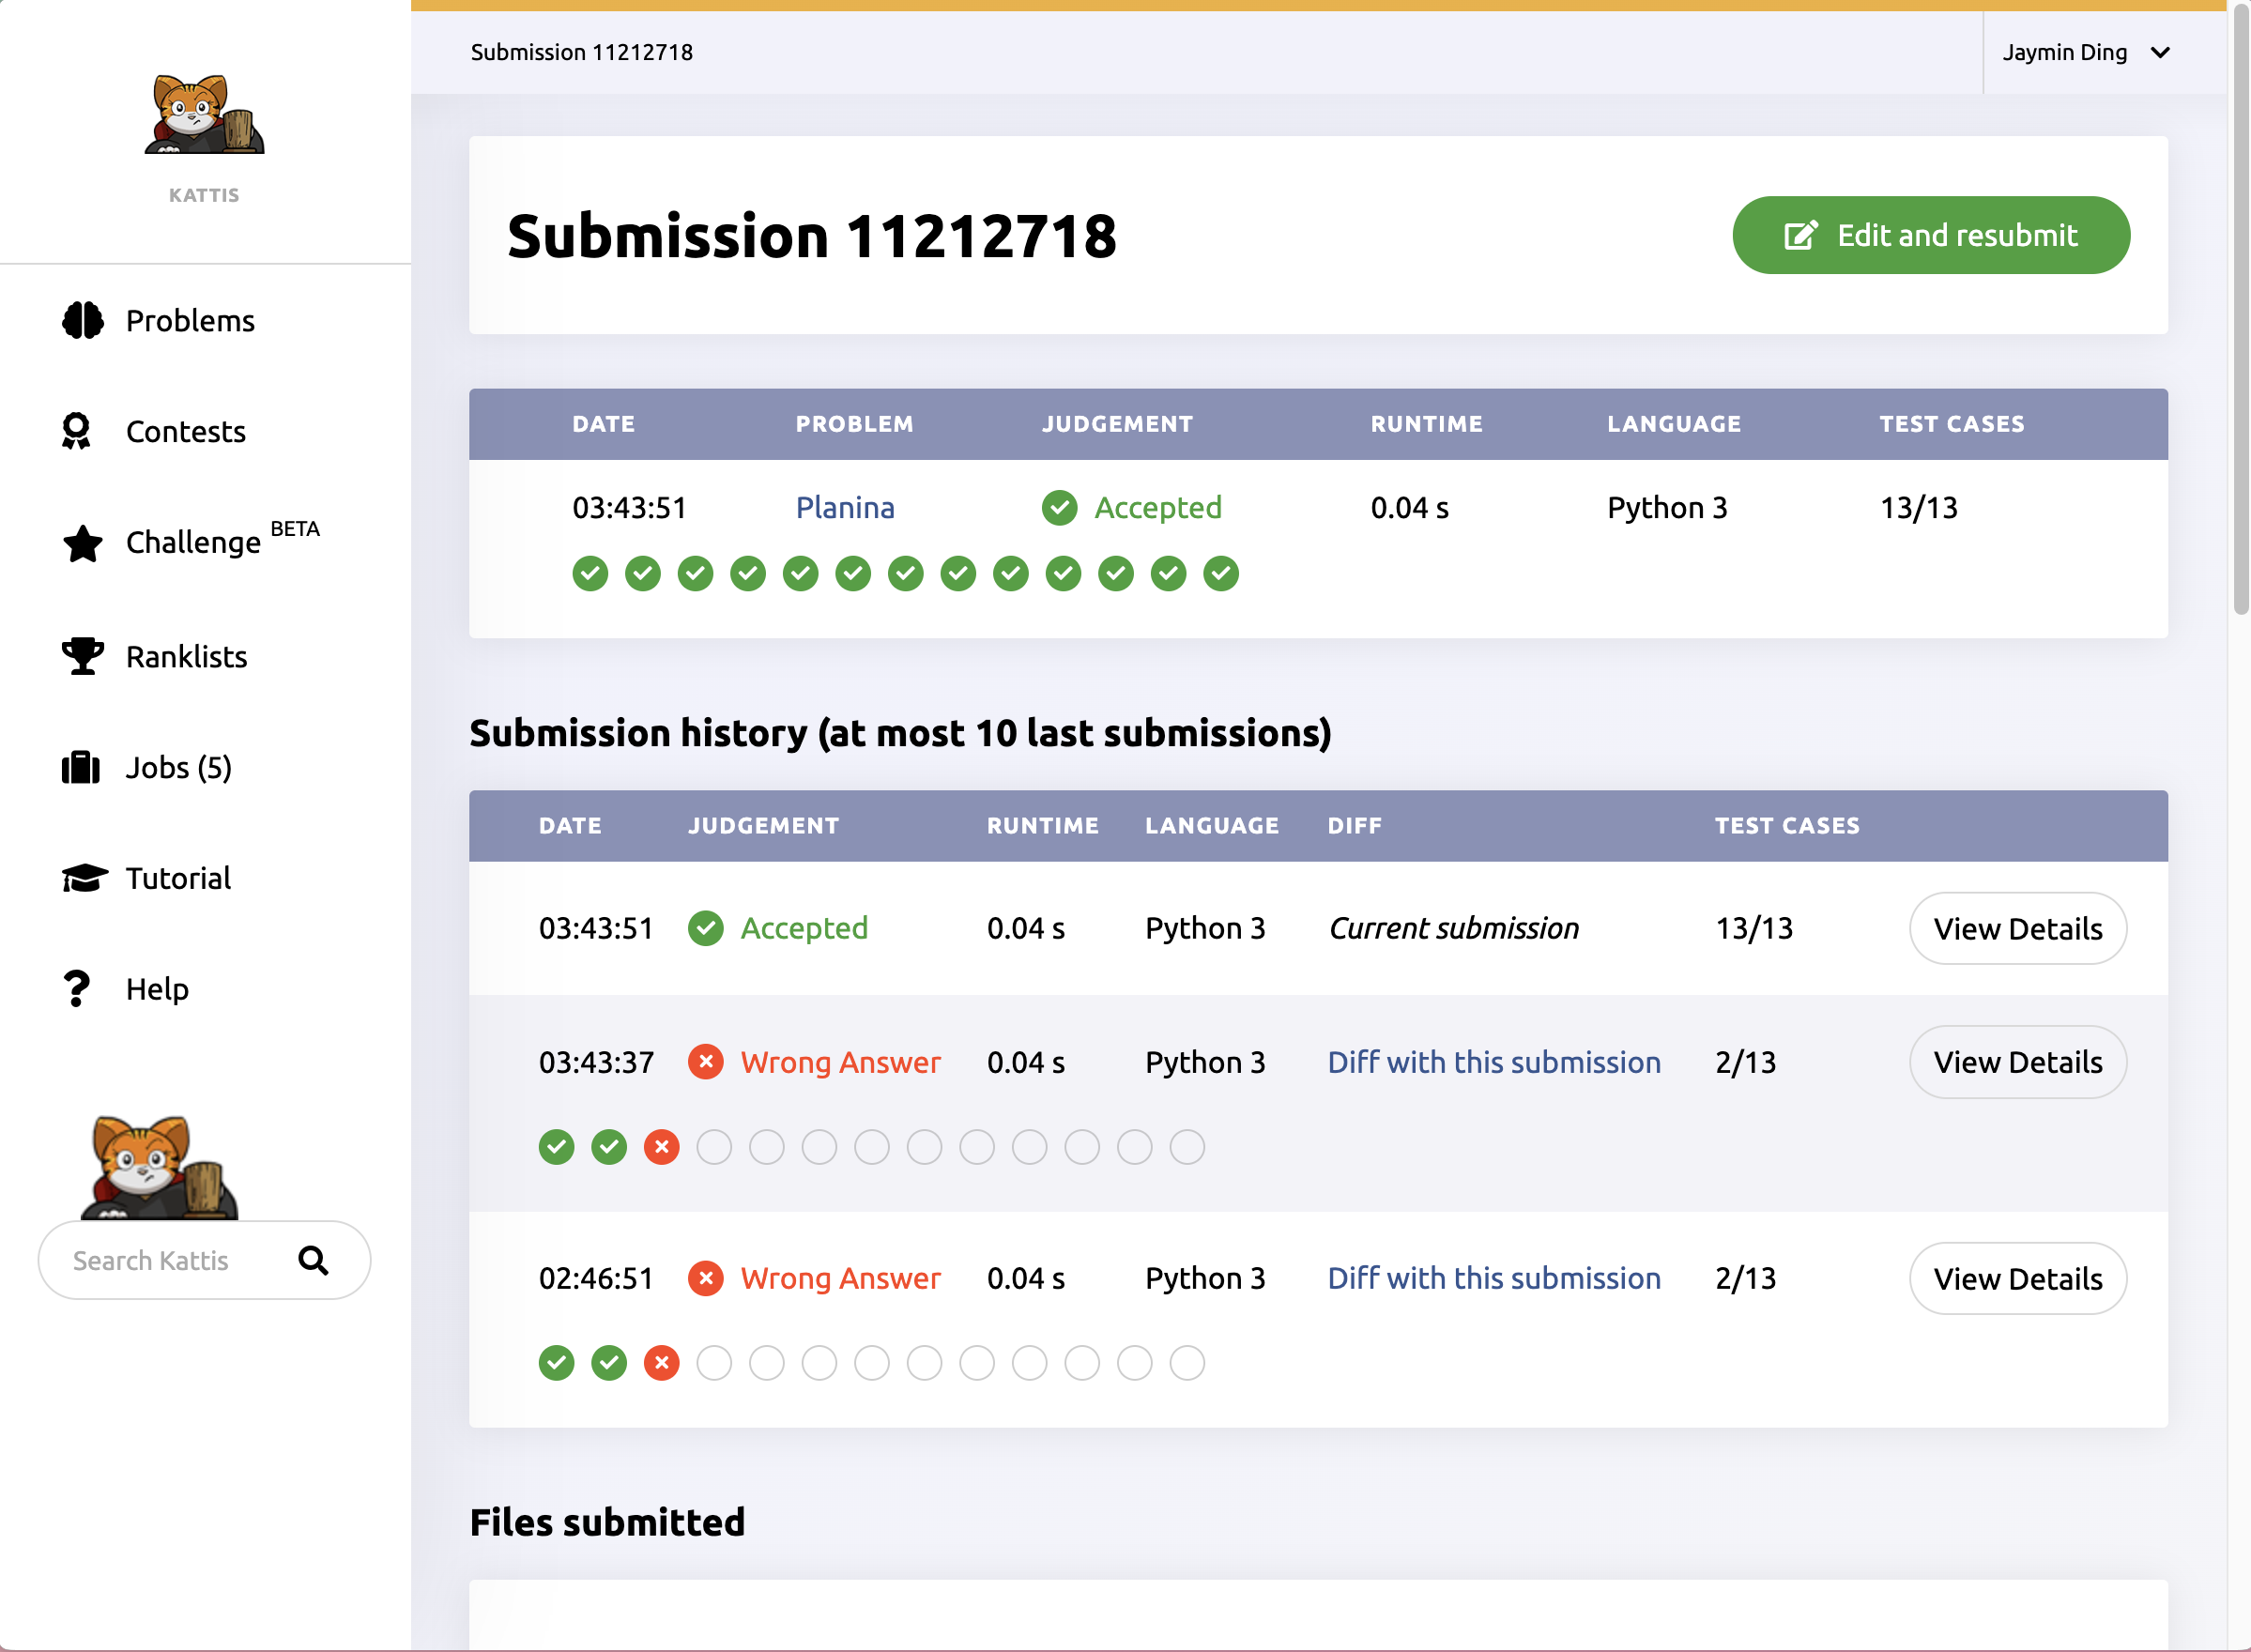 KATTIS
Problems
Contests
Challenge BETA
Ranklists
Jobs (5)
Tutorial
Help
Search Kattis
Submission 11212718
Jaymin Ding
Submission 11212718
Edit and resubmit
DATE PROBLEM JUDGEMENT RUNTIME LANGUAGE TEST CASES
03:43:51 Planina Accepted 0.04 s Python 3 13/13
Submission history (at most 10 last submissions)
DATE JUDGEMENT RUNTIME LANGUAGE DIFF TEST CASES
03:43:51 Accepted 0.04 s Python 3 Current submission 13/13 View Details
03:43:37 Wrong Answer 0.04 s Python 3 Diff with this submission 2/13 View Details
02:46:51 Wrong Answer 0.04 s Python 3 Diff with this submission 2/13 View Details
Files submitted